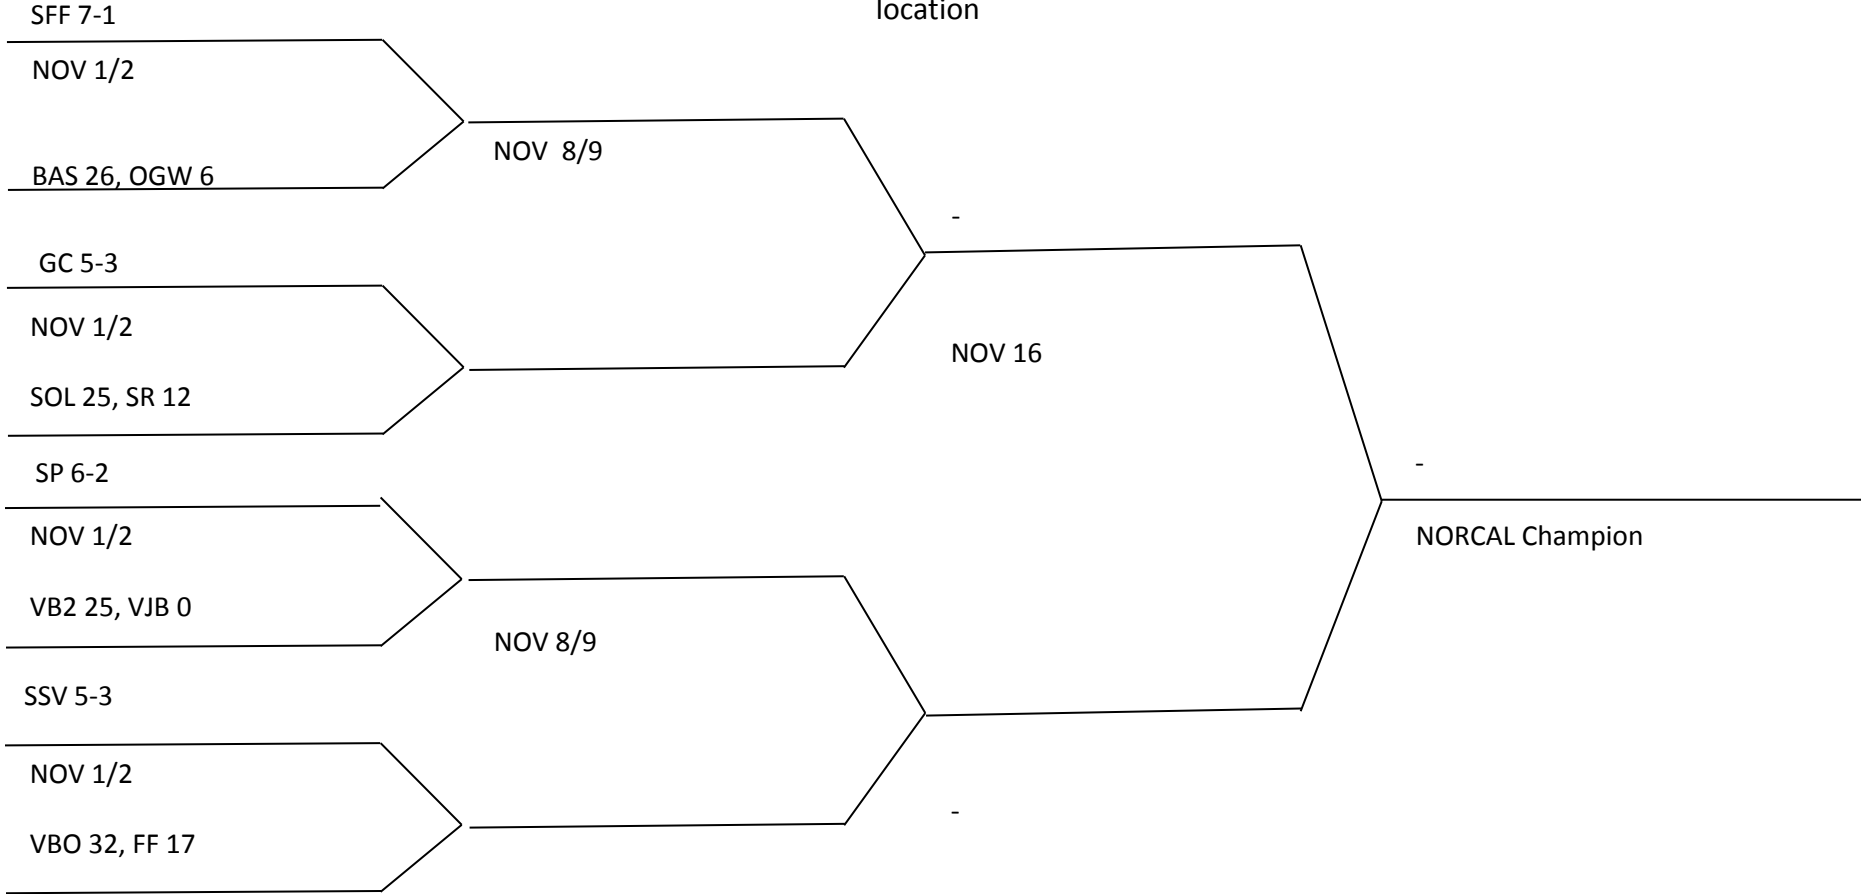 location
SFF 7-1
NOV 1/2
BAS 26, OGW 6
NOV 8/9
-
GC 5-3
NOV 1/2
SOL 25, SR 12
NOV 16
SP 6-2
NOV 1/2
VB2 25, VJB 0
NOV 8/9
-
NORCAL Champion
SSV 5-3
NOV 1/2
VBO 32, FF 17
-